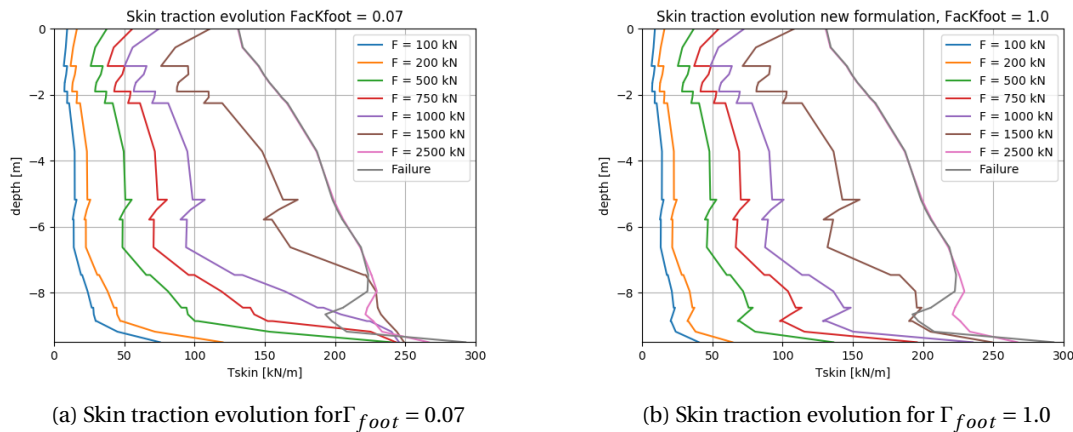 Skin traction evolution FacKfoot = 0.07
0
−2
−4
−6
−8
depth [m]
0 50 100 150 200 250 300
Tskin [kN/m]
F = 100 kN
F = 200 kN
F = 500 kN
F = 750 kN
F = 1000 kN
F = 1500 kN
F = 2500 kN
Failure
(a) Skin traction evolution forΓfoot = 0.07
Skin traction evolution new formulation, FacKfoot = 1.0
0
−2
−4
−6
−8
depth [m]
0 50 100 150 200 250 300
Tskin [kN/m]
F = 100 kN
F = 200 kN
F = 500 kN
F = 750 kN
F = 1000 kN
F = 1500 kN
F = 2500 kN
Failure
(b) Skin traction evolution for Γfoot = 1.0